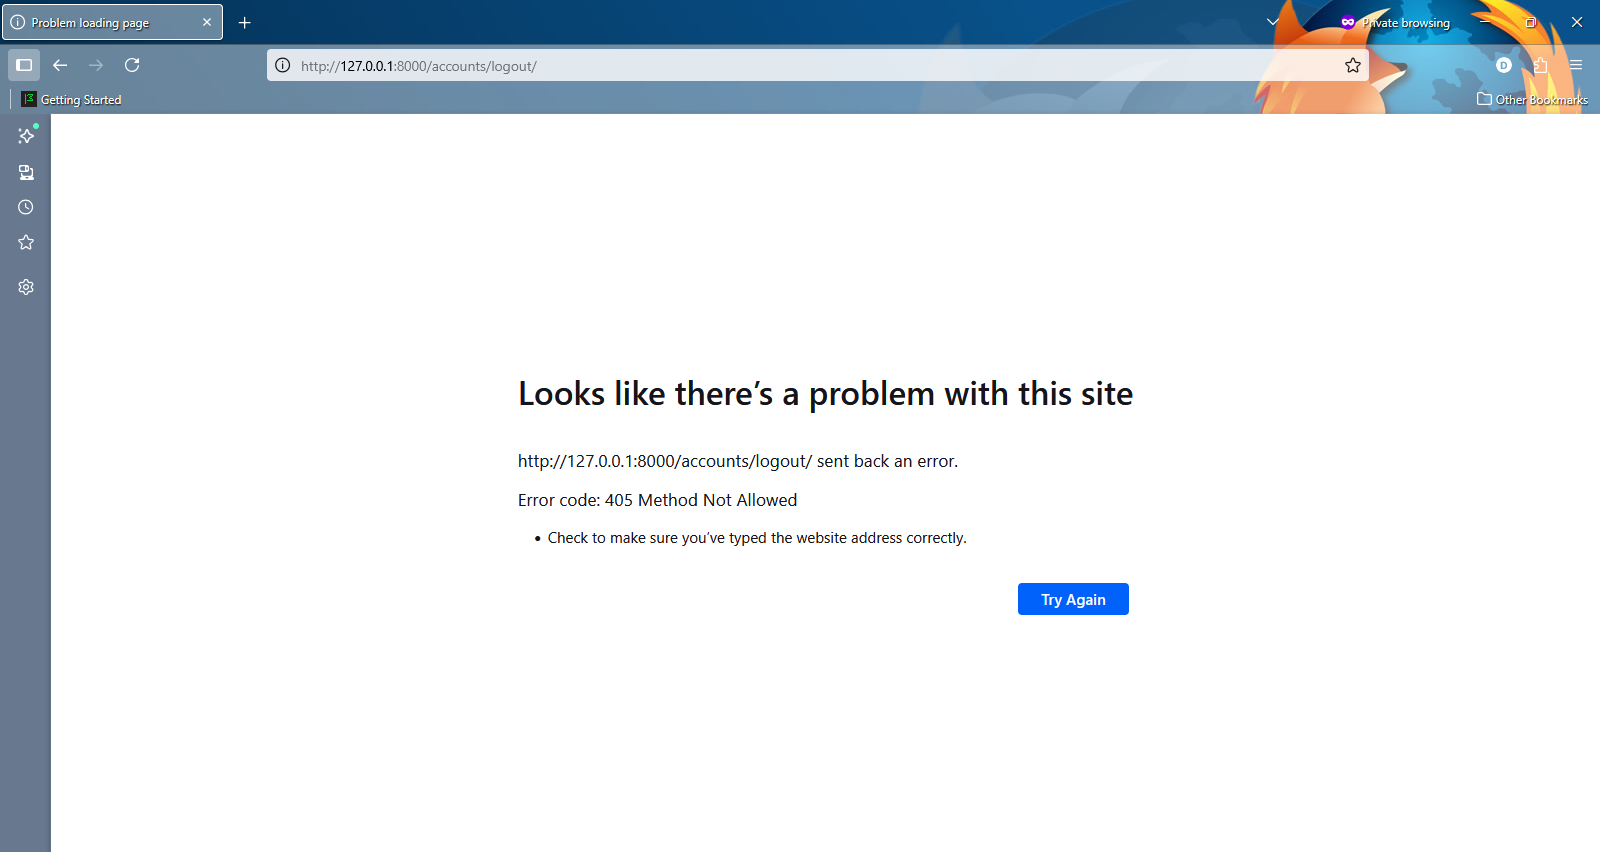 Problem loading page
Private browsing
http://127.0.0.1:8000/accounts/logout/
D
Getting Started
Other Bookmarks
Looks like there’s a problem with this site
http://127.0.0.1:8000/accounts/logout/ sent back an error.
Error code: 405 Method Not Allowed
• Check to make sure you’ve typed the website address correctly.
Try Again